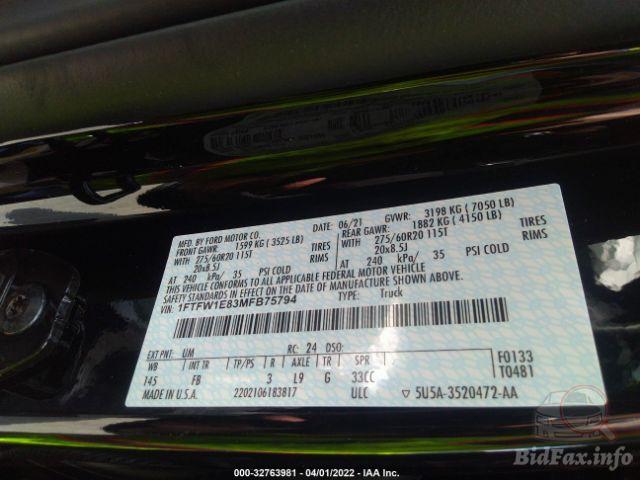 MFD. BY FORD MOTOR CO.
DATE: 06/21
GVWR: 3198 KG ( 7050 LB)
FRONT GAWR: 1599 KG ( 3525 LB)
REAR GAWR: 1882 KG ( 4150 LB)
WITH 275/60R20 115T TIRES
WITH 275/60R20 115T TIRES
20x8.5J RIMS
20x8.5J RIMS
AT 240 kPa/ 35 PSI COLD
AT 240 kPa/ 35 PSI COLD
THIS VEHICLE CONFORMS TO ALL APPLICABLE FEDERAL MOTOR VEHICLE
SAFETY STANDARDS IN EFFECT ON THE DATE OF MANUFACTURE SHOWN ABOVE.
VIN: 1FTFW1E83MFB75794
TYPE: Truck
EXT PNT: UM RC: 24 DSO:
WB INT TR TP/PS R AXLE TR SPR
145 FB 3 L9 G 33CC
F0133
T0481
MADE IN U.S.A. 2202106183817 ULC 5U5A-3520472-AA
BidFax.info
000-32763981 - 04/01/2022 - IAA Inc.